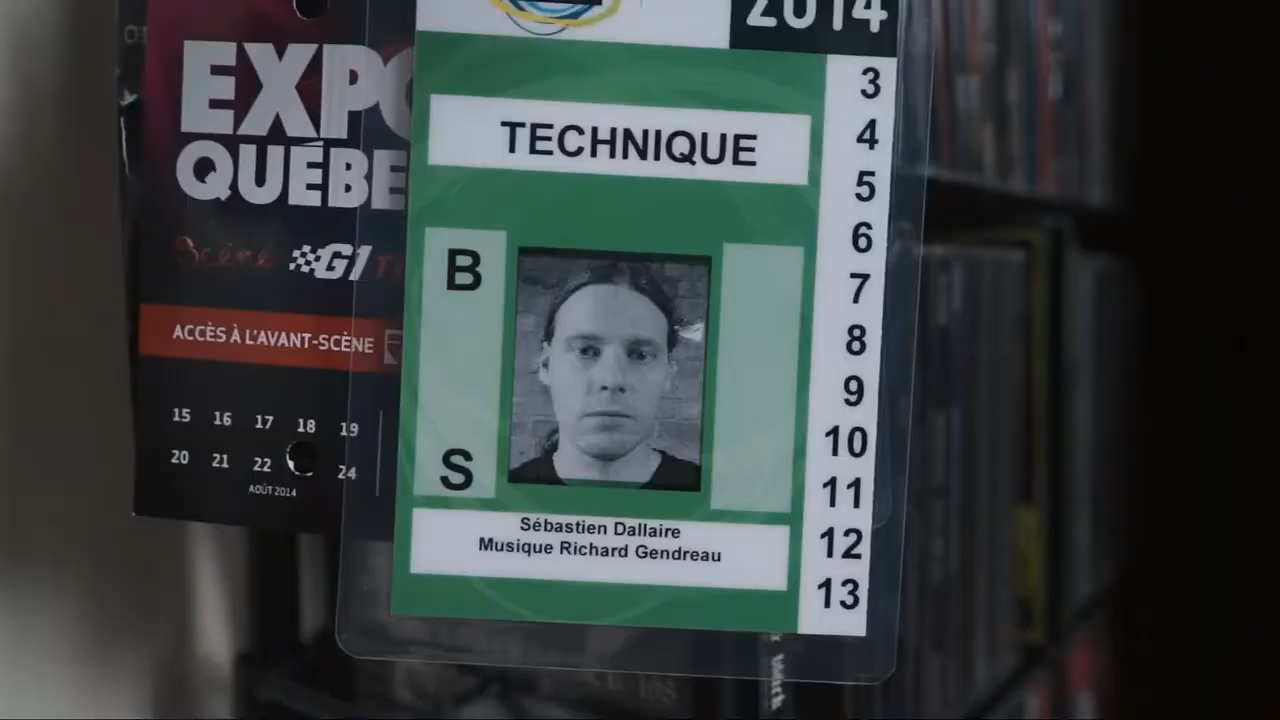 EXPO
QUÉBE
Scène G1
ACCÈS À L'AVANT-SCÈNE
15 16 17 18 19
20 21 22 24
AOÛT 2014
2014
TECHNIQUE
B
S
Sébastien Dallaire
Musique Richard Gendreau
3
4
5
6
7
8
9
10
11
12
13